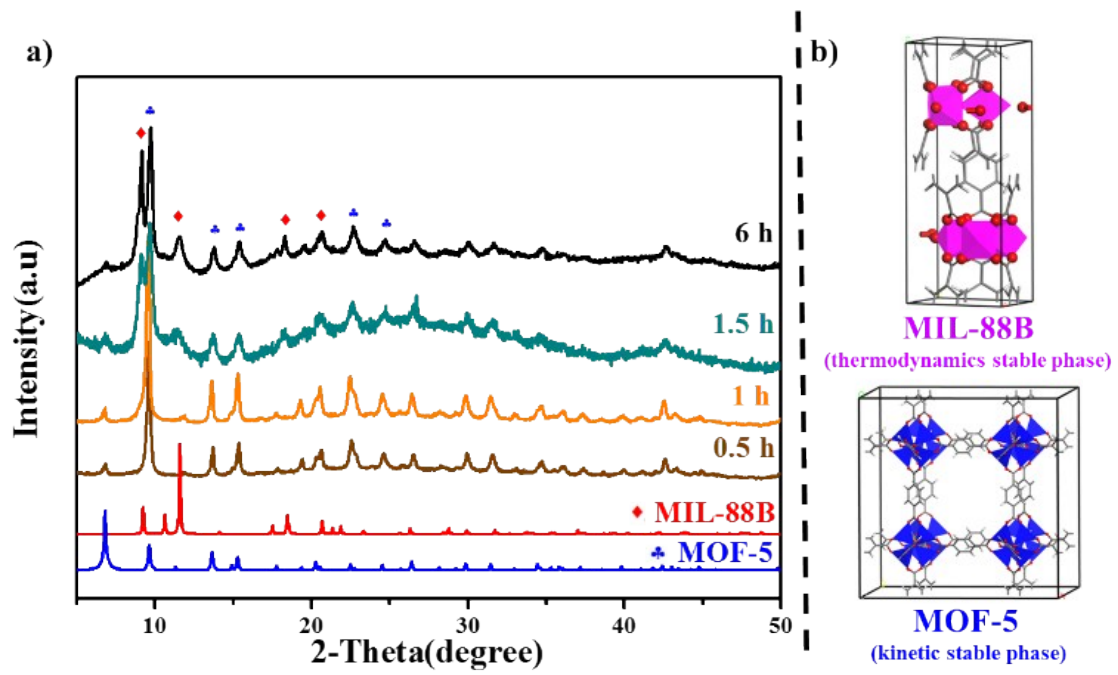 a)
♦
♣
♦
♣
♣
♦
♦
♣
♣
6 h
1.5 h
1 h
0.5 h
♦ MIL-88B
♣ MOF-5
Intensity(a.u)
10
20
30
40
50
2-Theta(degree)
b)
MIL-88B
(thermodynamics stable phase)
MOF-5
(kinetic stable phase)